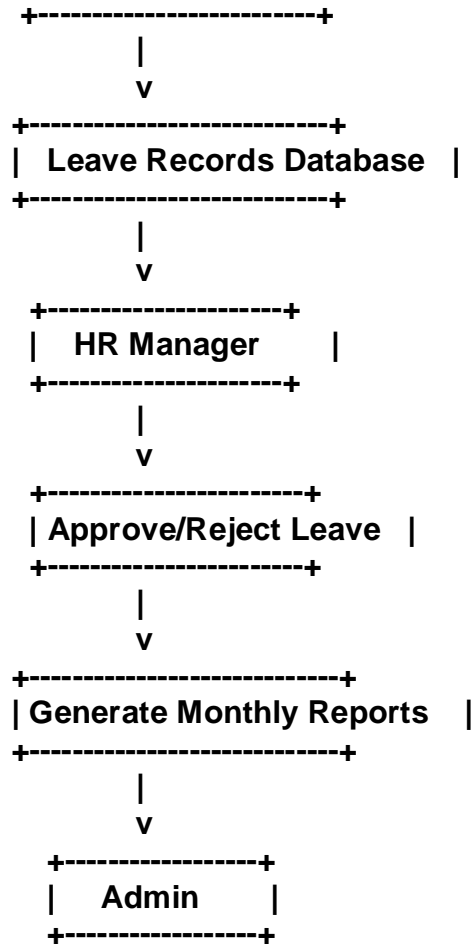 +--------------------------+
|
v
+----------------------------+
| Leave Records Database |
+----------------------------+
|
v
+----------------------+
| HR Manager |
+----------------------+
|
v
+------------------------+
| Approve/Reject Leave |
+------------------------+
|
v
+-----------------------------+
| Generate Monthly Reports |
+-----------------------------+
|
v
+------------------+
| Admin |
+------------------+